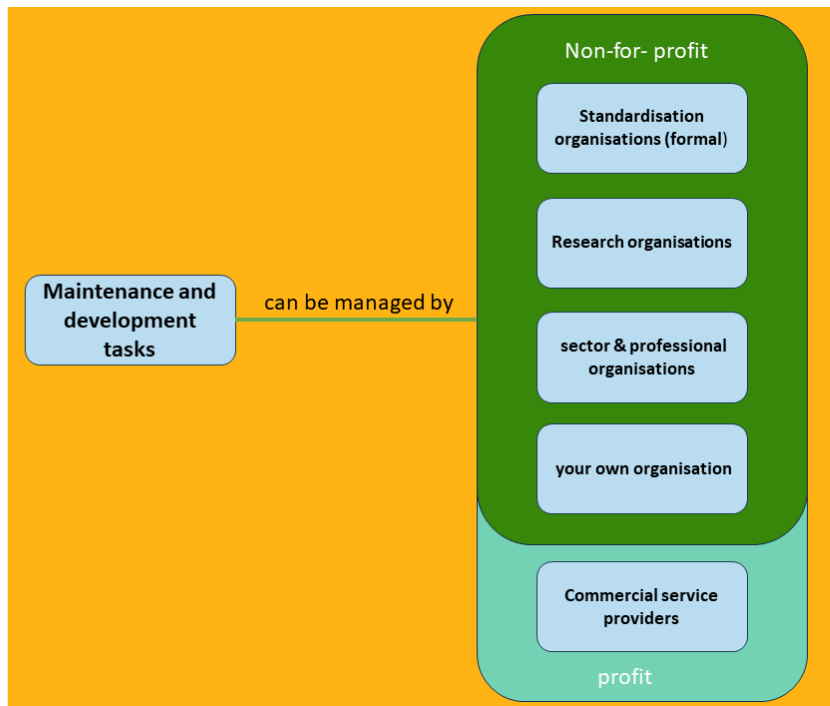 Non-for- profit
Standardisation
organisations (formal)
Research organisations
Maintenance and
development
tasks
can be managed by
sector & professional
organisations
your own organisation
Commercial service
providers
profit